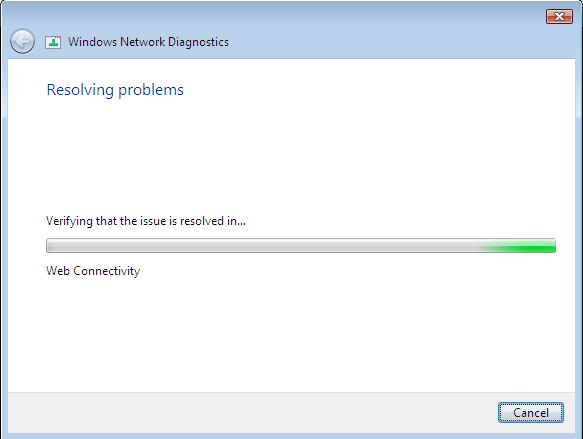 Windows Network Diagnostics
Resolving problems
Verifying that the issue is resolved in...
Web Connectivity
Cancel